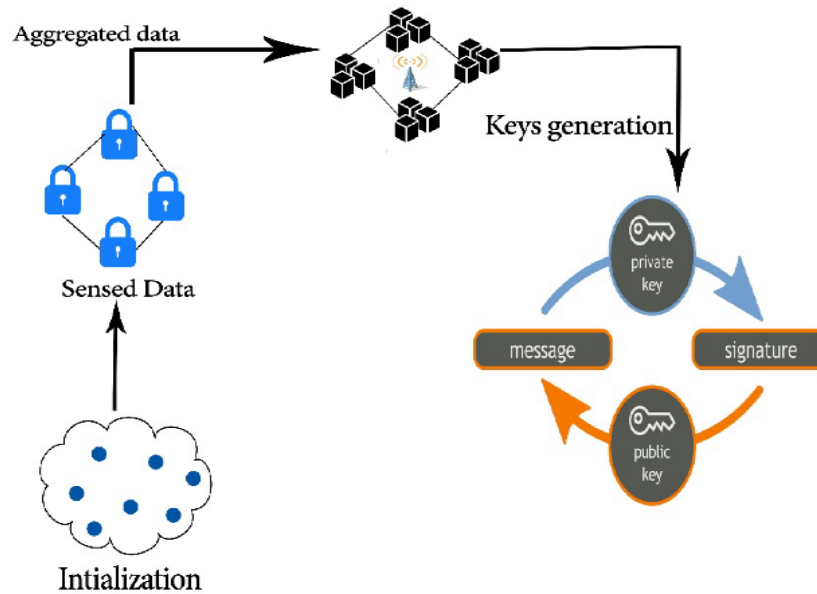 Aggregated data
Keys generation
private
key
Sensed Data
message
signature
public
key
Intialization